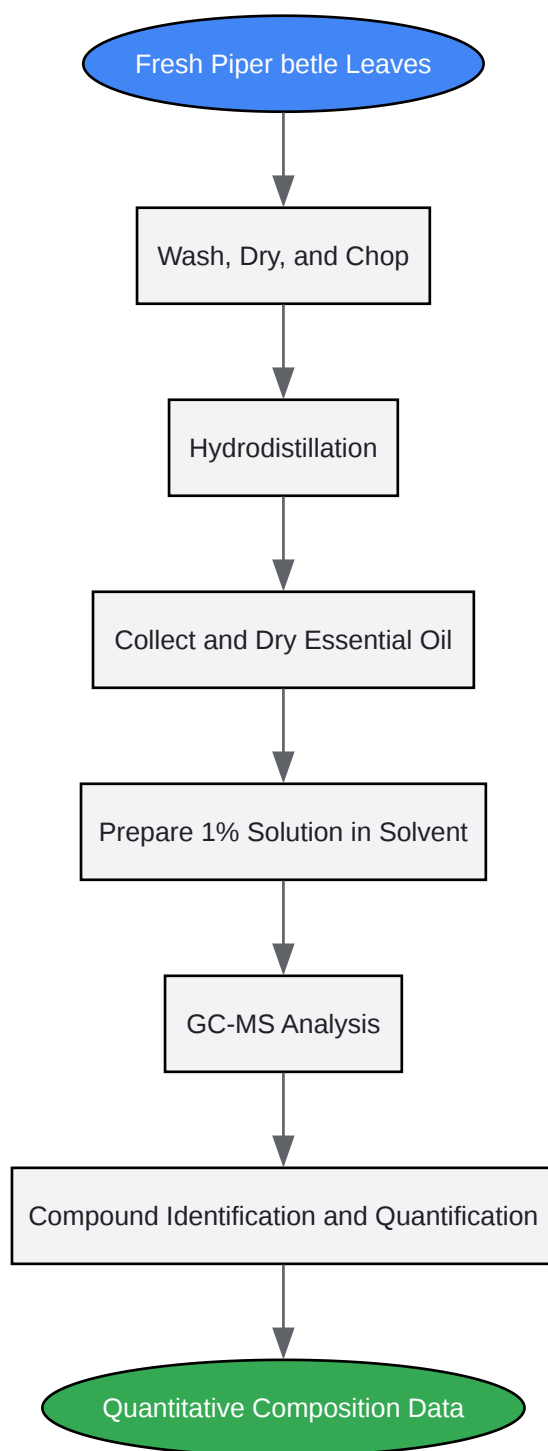 Fresh Piper betle Leaves
Wash, Dry, and Chop
Hydrodistillation
Collect and Dry Essential Oil
Prepare 1% Solution in Solvent
GC-MS Analysis
Compound Identification and Quantification
Quantitative Composition Data